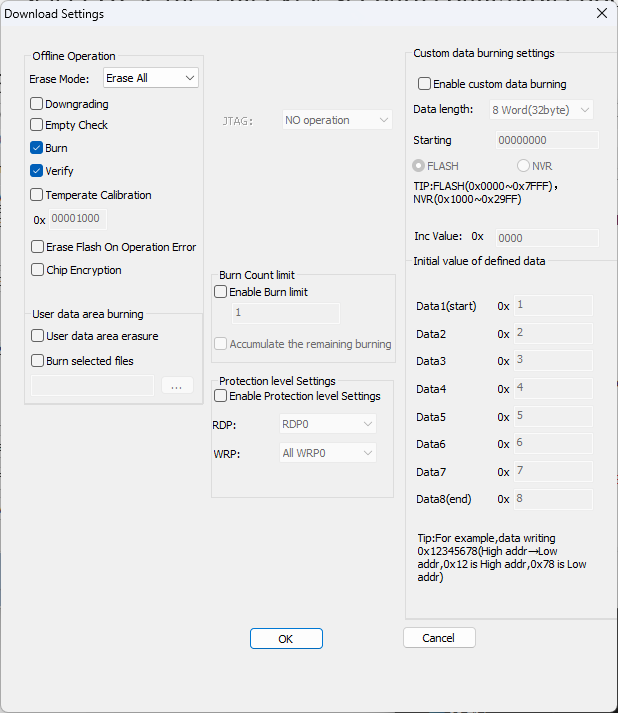 Download Settings
Offline Operation
Erase Mode: Erase All
Downgrading
Empty Check
Burn
Verify
Temperate Calibration
0x 00001000
Erase Flash On Operation Error
Chip Encryption
User data area burning
User data area erasure
Burn selected files
...
JTAG: NO operation
Burn Count limit
Enable Burn limit
1
Accumulate the remaining burning
Protection level Settings
Enable Protection level Settings
RDP: RDP0
WRP: All WRP0
Custom data burning settings
Enable custom data burning
Data length: 8 Word(32byte)
Starting 00000000
FLASH NVR
TIP:FLASH(0x0000~0x7FFF),
NVR(0x1000~0x29FF)
Inc Value: 0x 0000
Initial value of defined data
Data1(start) 0x 1
Data2 0x 2
Data3 0x 3
Data4 0x 4
Data5 0x 5
Data6 0x 6
Data7 0x 7
Data8(end) 0x 8
Tip:For example,data writing
0x12345678(High addr→Low
addr,0x12 is High addr,0x78 is Low
addr)
OK
Cancel